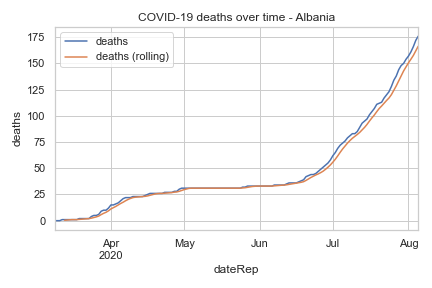 COVID-19 deaths over time - Albania
deaths
deaths (rolling)
175
150
125
100
75
50
25
0
deaths
Apr
2020
May
Jun
Jul
Aug
dateRep